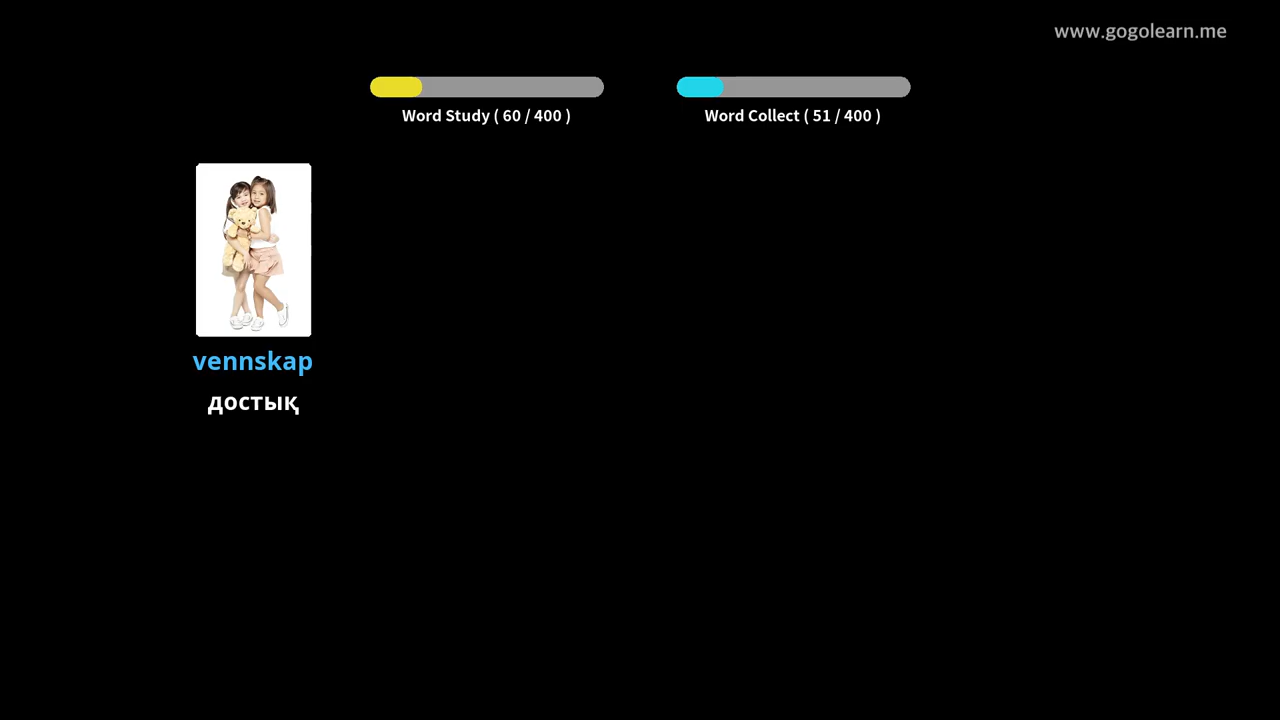 www.gogolearn.me
Word Study ( 60 / 400 )
Word Collect ( 51 / 400 )
vennskap
достық